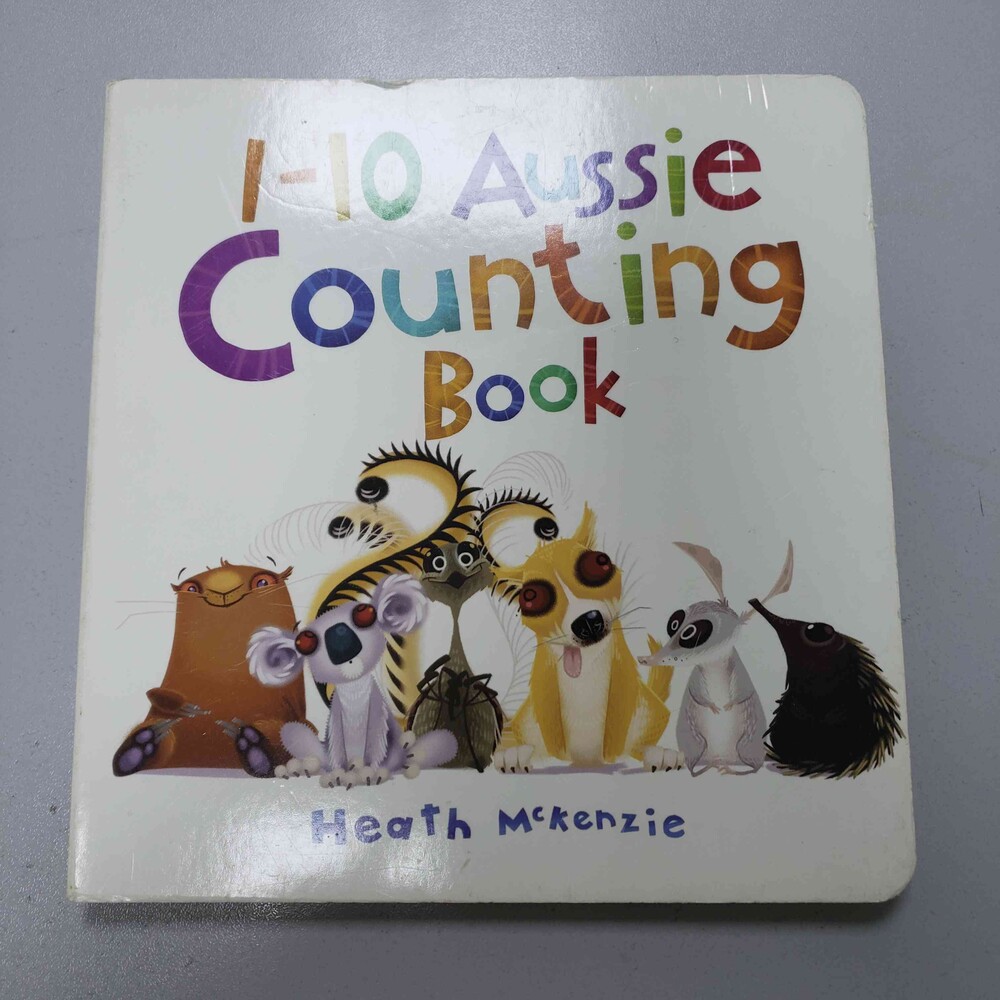 1-10 Aussie
Counting
Book
Heath McKenzie